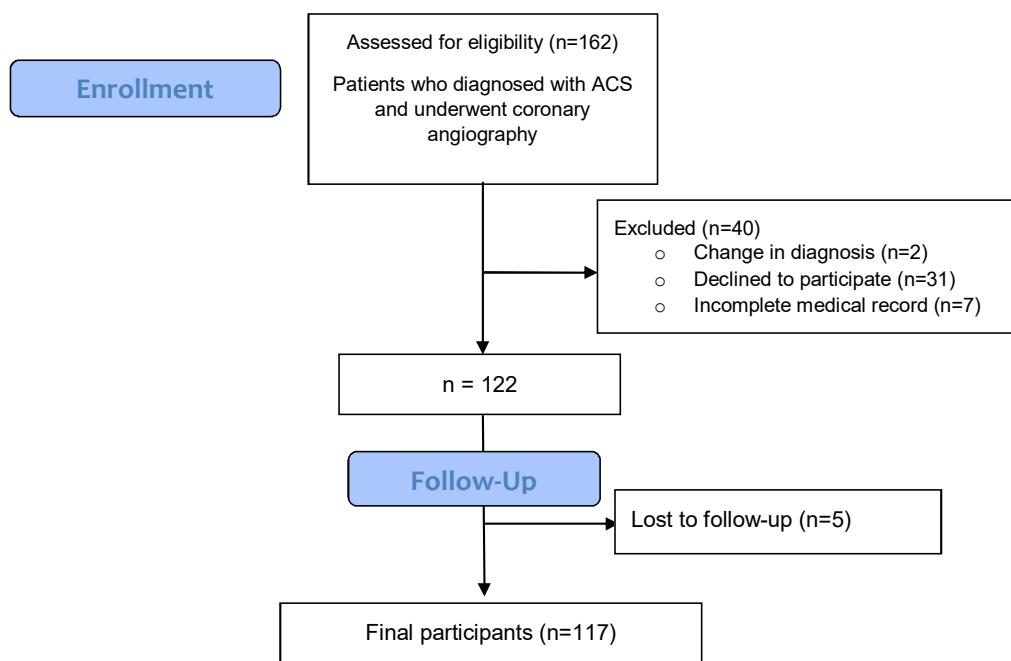 Assessed for eligibility (n=162)
Enrollment
Patients who diagnosed with ACS
and underwent coronary
angiography
Excluded (n=40)
o Change in diagnosis (n=2)
o Declined to participate (n=31)
o Incomplete medical record (n=7)
n = 122
Follow-Up
Lost to follow-up (n=5)
Final participants (n=117)